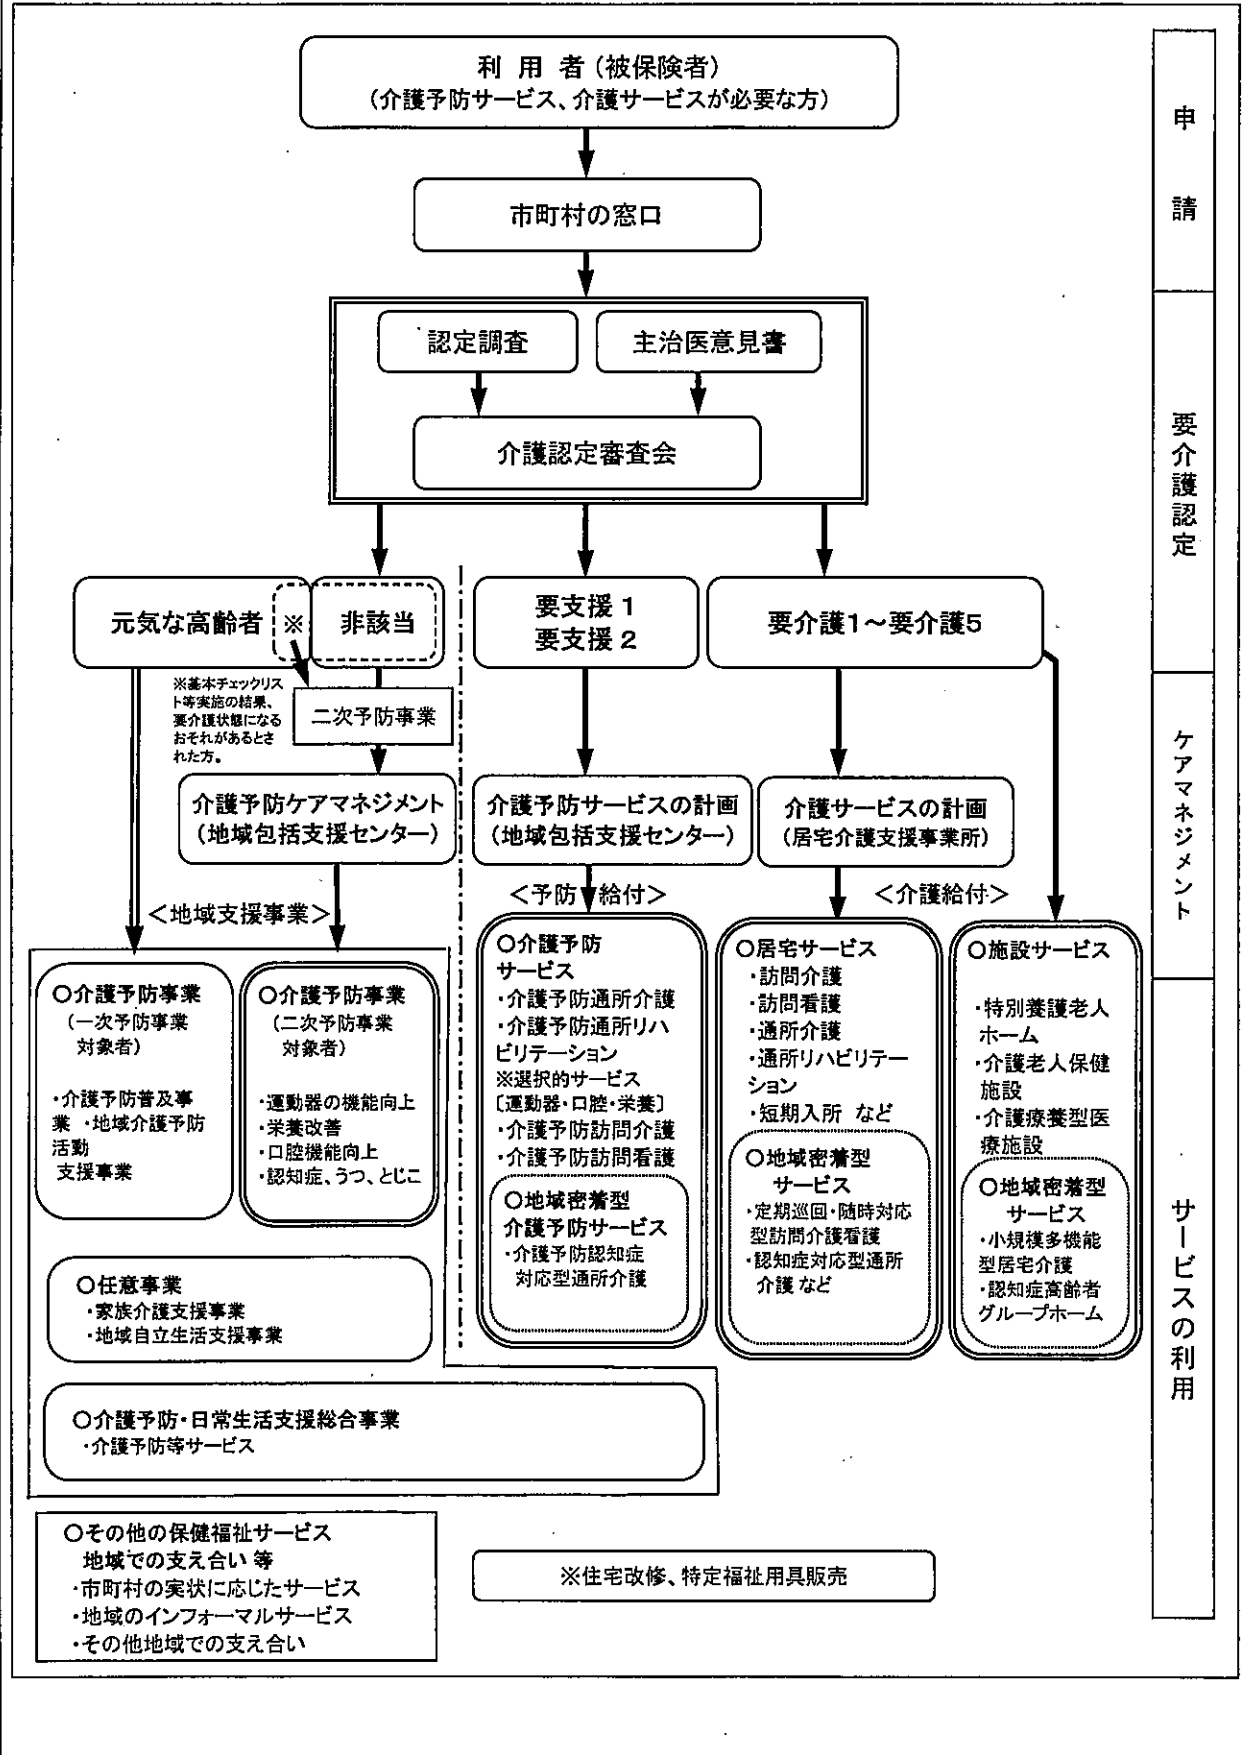 利 用 者（被保険者）
（介護予防サービス、介護サービスが必要な方）
申
請
市町村の窓口
認定調査
主治医意見書
介護認定審査会
要介護認定
元気な高齢者
※
非該当
要支援１
要支援２
要介護１～要介護５
※基本チェックリス
ト等実施の結果、
要介護状態になる
おそれがあるとさ
れた方。
二次予防事業
ケアマネジメント
介護予防ケアマネジメント
（地域包括支援センター）
介護予防サービスの計画
（地域包括支援センター）
介護サービスの計画
（居宅介護支援事業所）
＜地域支援事業＞
＜予防 給付＞
＜介護給付＞
○介護予防事業
（一次予防事業
対象者）
・介護予防普及事
業 ・地域介護予防
活動
支援事業
○介護予防事業
（二次予防事業
対象者）
・運動器の機能向上
・栄養改善
・口腔機能向上
・認知症、うつ、とじこ
○任意事業
・家族介護支援事業
・地域自立生活支援事業
○介護予防・日常生活支援総合事業
・介護予防等サービス
○介護予防
サービス
・介護予防通所介護
・介護予防通所リハ
ビリテーション
※選択的サービス
〔運動器・口腔・栄養〕
・介護予防訪問介護
・介護予防訪問看護
○地域密着型
介護予防サービス
・介護予防認知症
対応型通所介護
○居宅サービス
・訪問介護
・訪問看護
・通所介護
・通所リハビリテー
ション
・短期入所 など
○地域密着型
サービス
・定期巡回・随時対応
型訪問介護看護
・認知症対応型通所
介護 など
○施設サービス
・特別養護老人
ホーム
・介護老人保健
施設
・介護療養型医
療施設
○地域密着型
サービス
・小規模多機能
型居宅介護
・認知症高齢者
グループホーム
サービスの利用
○その他の保健福祉サービス
地域での支え合い 等
・市町村の実状に応じたサービス
・地域のインフォーマルサービス
・その他地域での支え合い
※住宅改修、特定福祉用具販売